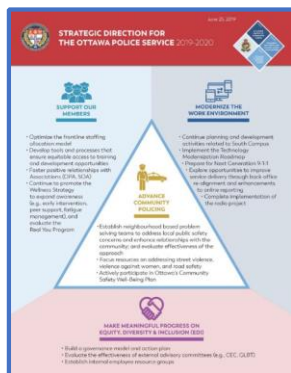 June 25, 2019
STRATEGIC DIRECTION FOR
THE OTTAWA POLICE SERVICE 2019-2020
SUPPORT OUR
MEMBERS
• Optimize the frontline staffing
allocation model
• Develop tools and processes that
ensure equitable access to training
and development opportunities
• Foster positive relationships with
Associations (OPA, SOA)
• Continue to promote the
Wellness Strategy
to expand awareness
(e.g. early intervention,
peer support, fatigue
management), and
evaluate the
Real You Program
MODERNIZE THE
WORK ENVIRONMENT
• Continue planning and development
activities related to South Campus
• Implement the Technology
Modernization Roadmap
• Prepare for Next Generation 9-1-1
• Explore opportunities to improve
service delivery through
office
re-alignment and enhancements
to online reporting
• Complete implementation of
the radio project
ADVANCE
COMMUNITY
POLICING
• Establish neighbourhood based problem
solving teams to address local public safety
concerns and enhance relationships with the
community; and evaluate effectiveness of the
approach
• Focus resources on addressing street violence,
violence against women, and road safety
• Actively participate in Ottawa's Community
Safety Well-Being Plan
MAKE MEANINGFUL PROGRESS ON
EQUITY, DIVERSITY & INCLUSION (EDI)
• Build a governance model and action plan
• Evaluate the effectiveness of external advisory committees (e.g., CEC, GLBT)
• Establish internal employee resource groups